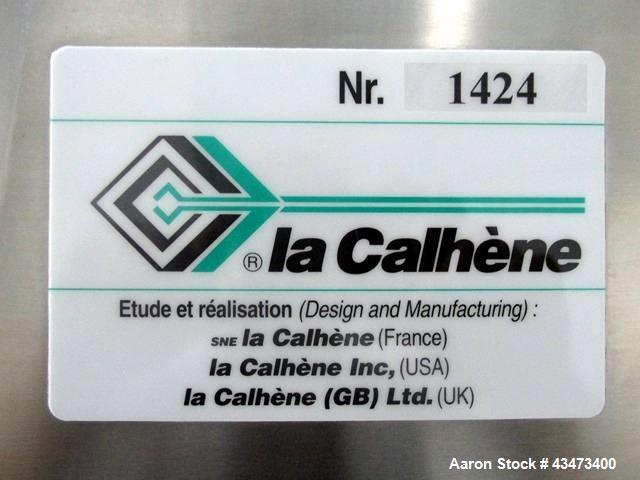 Nr. 1424
® la Calhène
Etude et réalisation (Design and Manufacturing) :
SNE la Calhène (France)
la Calhène Inc, (USA)
la Calhène (GB) Ltd. (UK)
Aaron Stock # 43473400